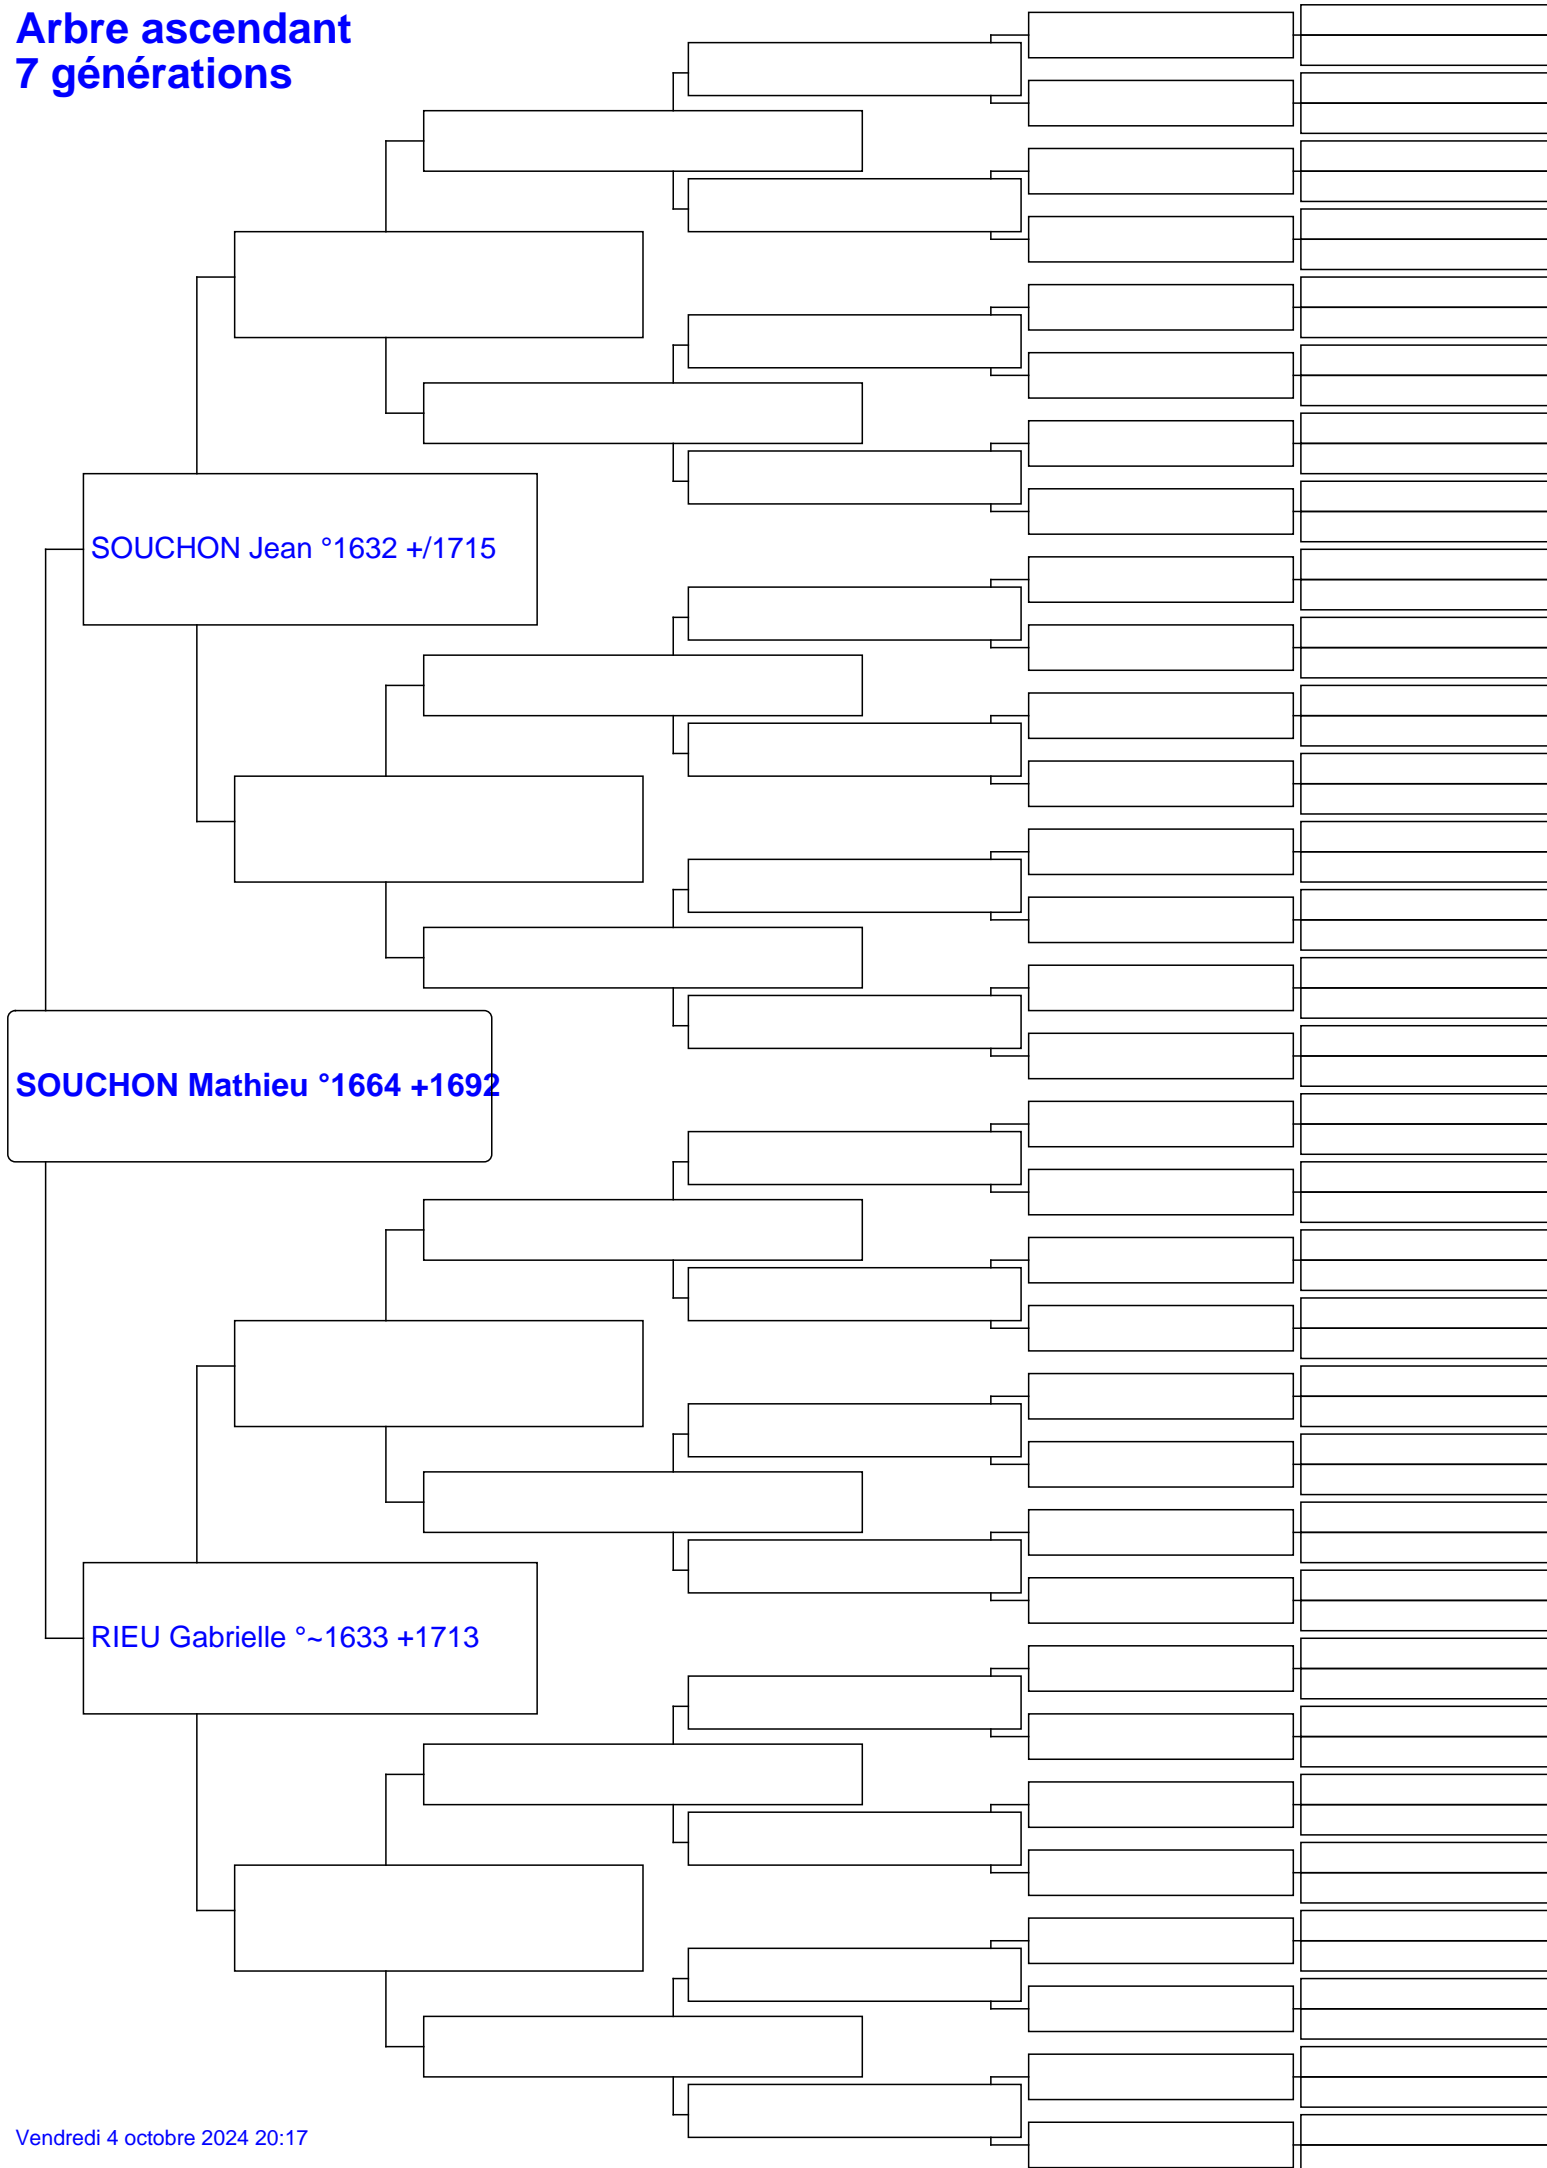 Arbre ascendant
7 générations
SOUCHON Jean °1632 +/1715
SOUCHON Mathieu °1664 +1692
RIEU Gabrielle °~1633 +1713
Vendredi 4 octobre 2024 20:17